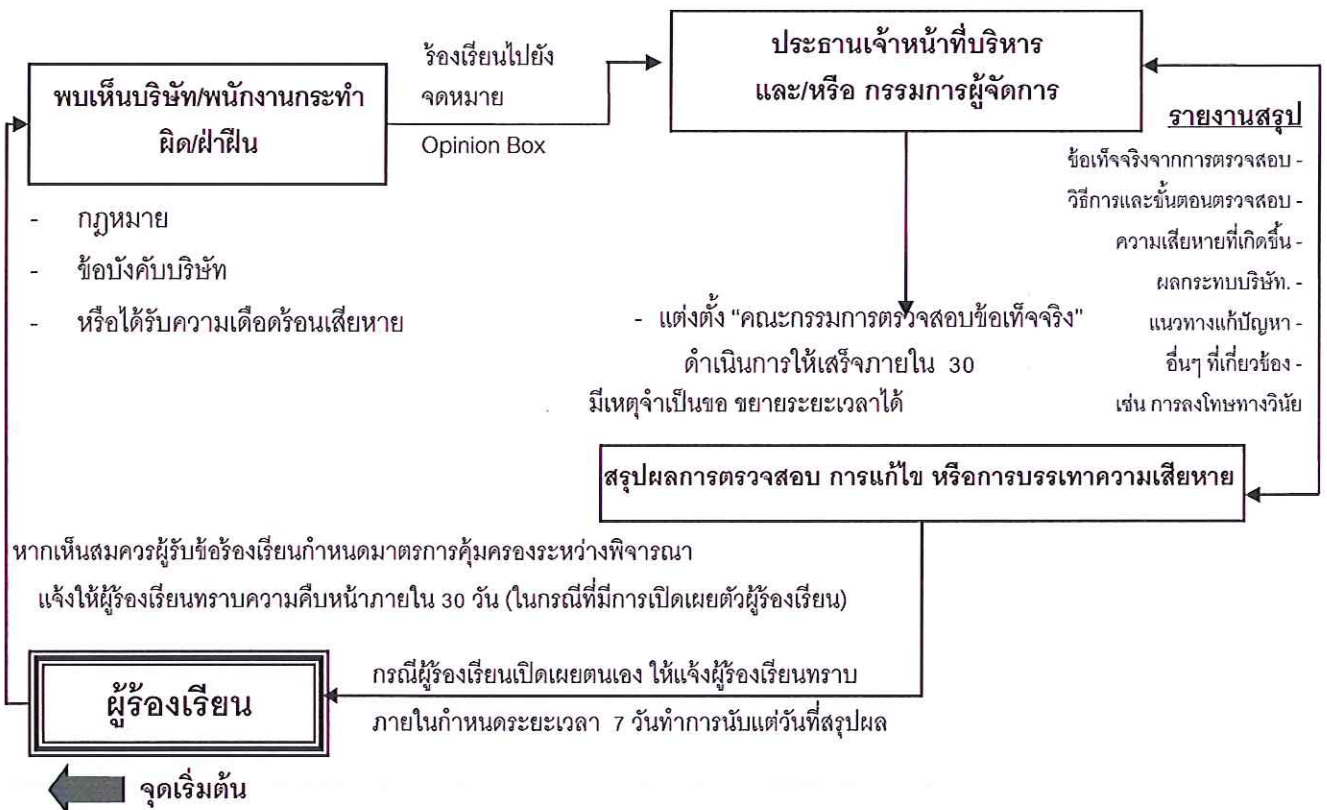 ร้องเรียนไปยัง
จดหมาย
Opinion Box
ประธานเจ้าหน้าที่บริหาร
และ/หรือ กรรมการผู้จัดการ
พบเห็นบริษัท/พนักงานกระทำ
ผิด/ฝ่าฝืน
- กฎหมาย
- ข้อบังคับบริษัท
- หรือได้รับความเดือดร้อนเสียหาย
รายงานสรุป
ข้อเท็จจริงจากการตรวจสอบ -
วิธีการและขั้นตอนตรวจสอบ -
ความเสียหายที่เกิดขึ้น -
ผลกระทบบริษัท. -
แนวทางแก้ปัญหา -
อื่นๆ ที่เกี่ยวข้อง -
เช่น การลงโทษทางวินัย
- แต่งตั้ง “คณะกรรมการตรวจสอบข้อเท็จจริง”
ดำเนินการให้เสร็จภายใน 30
มีเหตุจำเป็นขอ ขยายระยะเวลาได้
สรุปผลการตรวจสอบ การแก้ไข หรือการบรรเทาความเสียหาย
หากเห็นสมควรผู้รับข้อร้องเรียนกำหนดมาตรการคุ้มครองระหว่างพิจารณา
แจ้งให้ผู้ร้องเรียนทราบความคืบหน้าภายใน 30 วัน (ในกรณีที่มีการเปิดเผยตัวผู้ร้องเรียน)
กรณีผู้ร้องเรียนเปิดเผยตนเอง ให้แจ้งผู้ร้องเรียนทราบ
ภายในกำหนดระยะเวลา 7 วันทำการนับแต่วันที่สรุปผล
ผู้ร้องเรียน
จุดเริ่มต้น